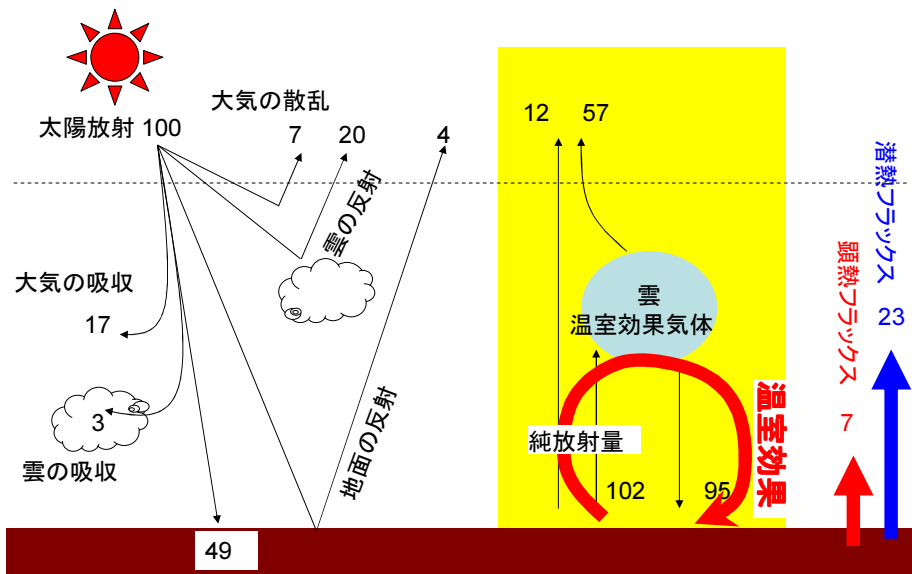 大気の散乱
太陽放射 100
7
20
4
雲の反射
大気の吸収
17
3
雲の吸収
地面の反射
49
12
57
雲
温室効果気体
純放射量
102
95
温室効果
顕熱フラックス
7
潜熱フラックス
23